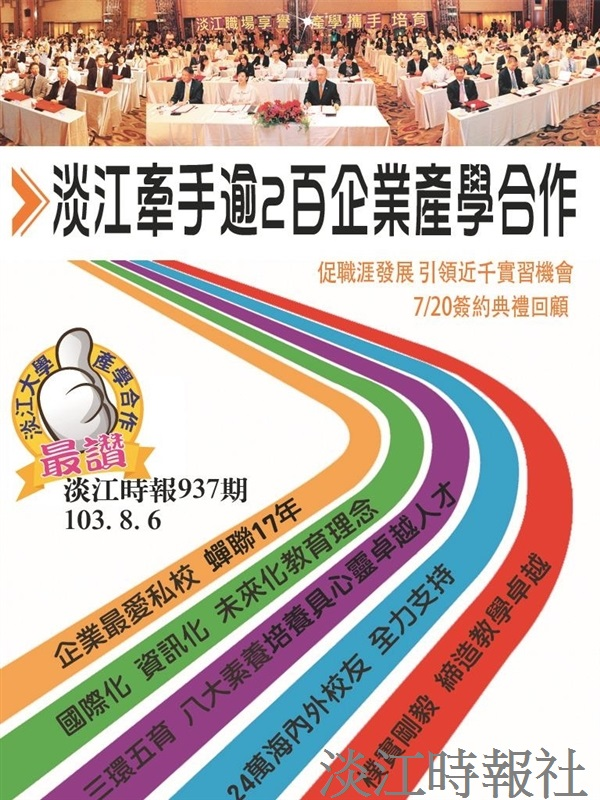 淡江職場享譽 產學攜手培育
淡江牽手逾2百企業產學合作
促職涯發展 引領近千實習機會
7/20簽約典禮回顧
淡江大學 產學合作
最讚
淡江時報937期
103. 8. 6
企業最愛私校 蟬聯17年
國際化 資訊化 未來化教育理念
三環五育 八大素養培養具心靈卓越人才
24萬海內外校友 全力支持
樸實剛毅 締造教學卓越
淡江時報社